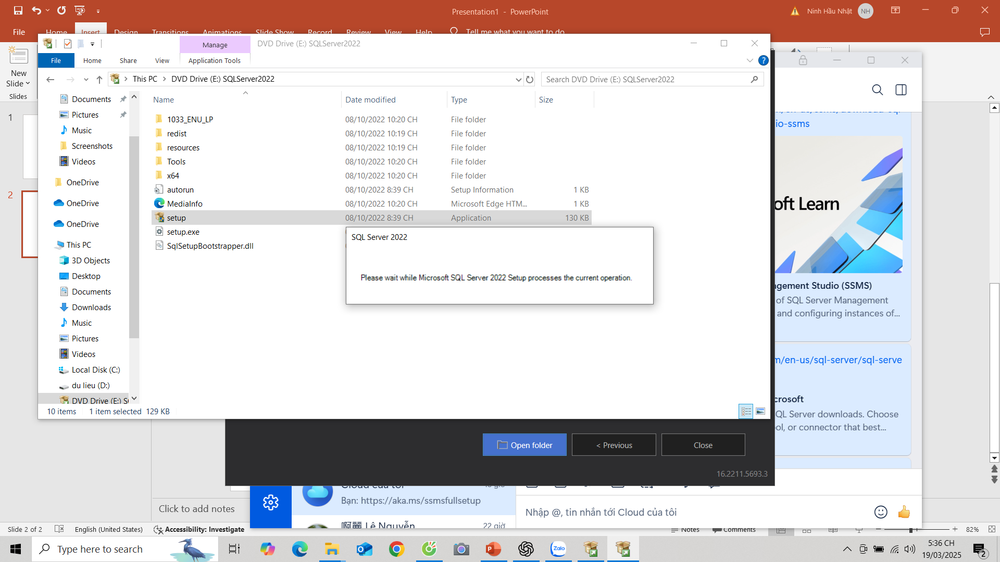 Presentation1 - PowerPoint
Ninh Hầu Nhật
NH
File
Home
Insert
Design
Transitions
Animations
Slide Show
Record
Review
View
Help
Tell me what you want to do
New
Slide
Slides
1
2
Manage
DVD Drive (E:) SQLServer2022
File
Home
Share
View
Application Tools
This PC
DVD Drive (E:) SQLServer2022
Search DVD Drive (E:) SQLServer2022
Name
Date modified
Type
Size
Documents
Pictures
Music
Screenshots
Videos
OneDrive
OneDrive
OneDrive
This PC
3D Objects
Desktop
Documents
Downloads
Music
Pictures
Videos
Local Disk (C:)
du lieu (D:)
DVD Drive (E:) SQ
1033_ENU_LP 08/10/2022 10:20 CH File folder
redist 08/10/2022 10:19 CH File folder
resources 08/10/2022 10:19 CH File folder
Tools 08/10/2022 10:20 CH File folder
x64 08/10/2022 10:20 CH File folder
autorun 08/10/2022 8:39 CH Setup Information 1 KB
MediaInfo 08/10/2022 10:20 CH Microsoft Edge HTM... 1 KB
setup 08/10/2022 8:39 CH Application 130 KB
setup.exe
SqlSetupBootstrapper.dll
SQL Server 2022
Please wait while Microsoft SQL Server 2022 Setup processes the current operation.
10 items 1 item selected 129 KB
io-ssms
oft Learn
agement Studio (SSMS)
of SQL Server Management
and configuring instances of...
m/en-us/sql-server/sql-serve
crosoft
QL Server downloads. Choose
ool, or connector that best...
Open folder
< Previous
Close
16.2211.5693.3
Cloud của tôi
Bạn: https://aka.ms/ssmsfullsetup
Lê Nguyễn
22 giờ
Nhập @, tin nhắn tới Cloud của tôi
Click to add notes
Slide 2 of 2
English (United States)
Accessibility: Investigate
Notes
Comments
82%
Type here to search
Zalo
5:36 CH
19/03/2025
2